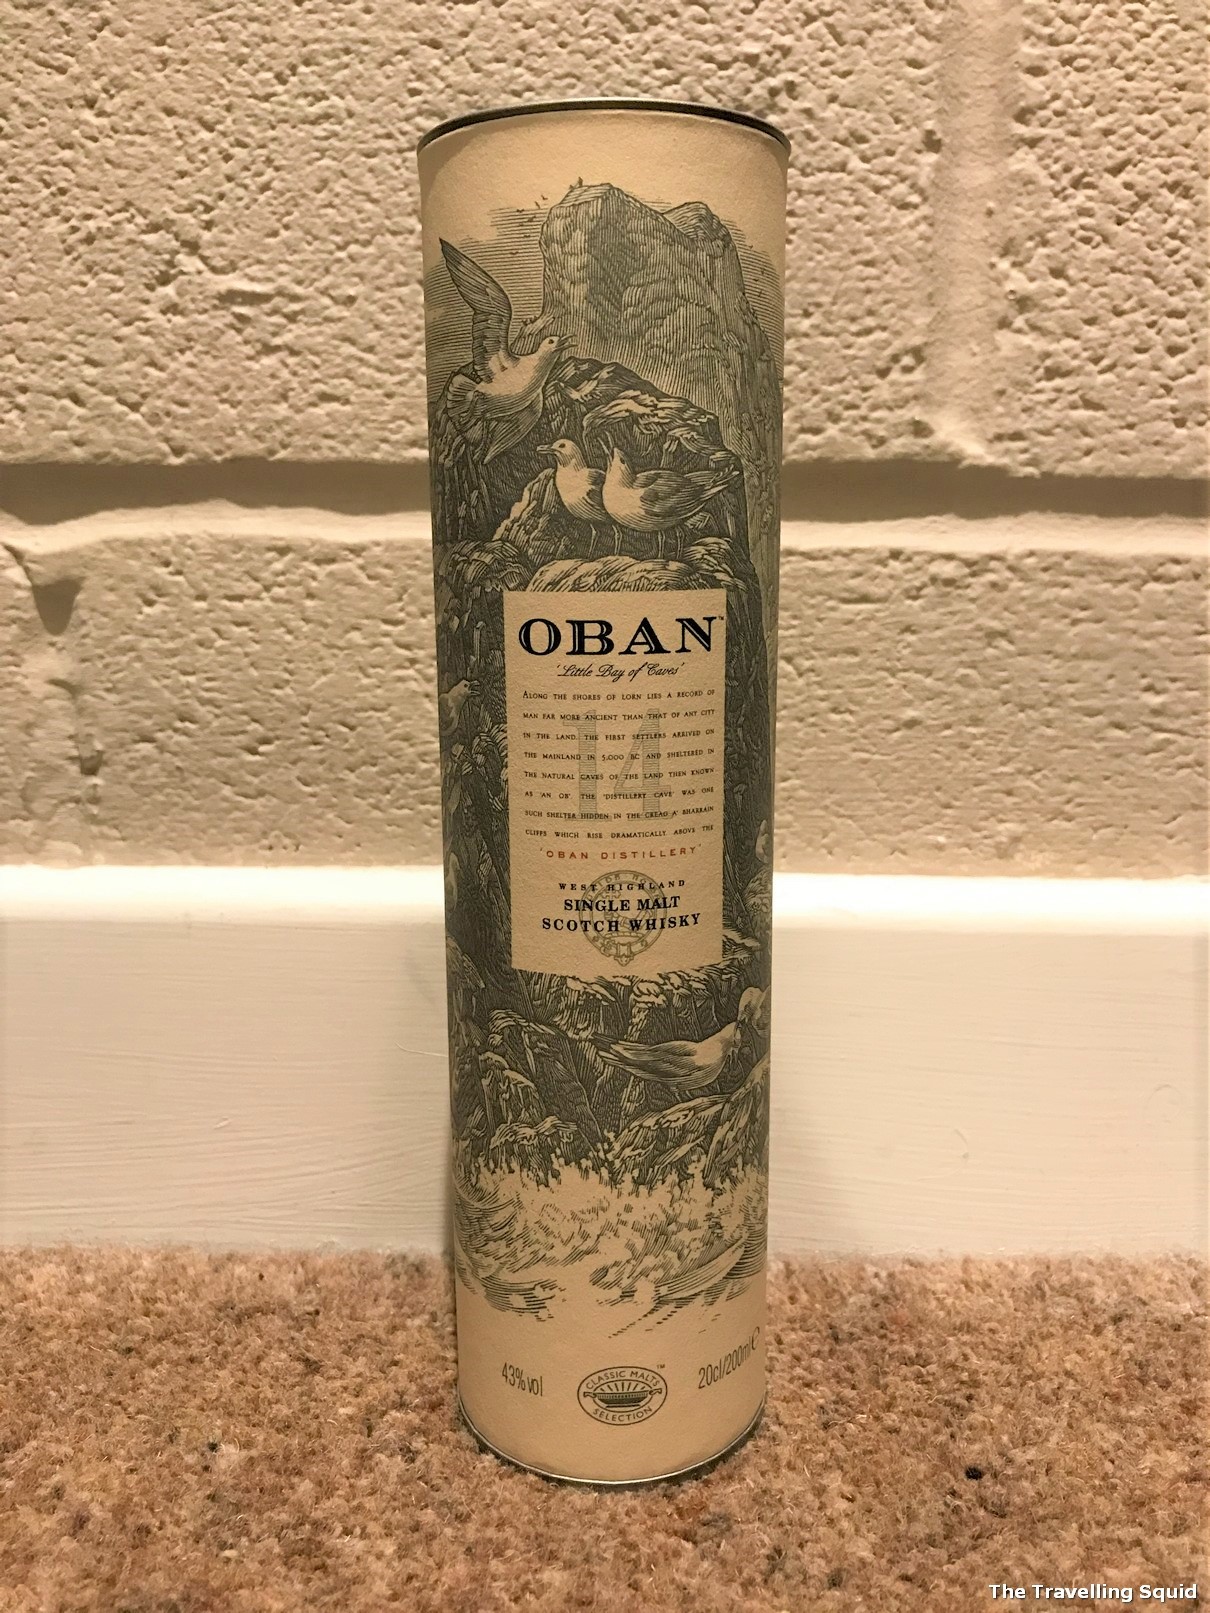 OBAN™
'Little Bay of Caves'
14
ALONG THE SHORES OF LORN LIES A RECORD OF
MAN FAR MORE ANCIENT THAN THAT OF ANY CITY
IN THE LAND. THE FIRST SETTLERS ARRIVED ON
THE MAINLAND IN 5,000 BC AND SHELTERED IN
THE NATURAL CAVES OF THE LAND THEN KNOWN
AS 'AN OB'. THE 'DISTILLERY CAVE' WAS ONE
SUCH SHELTER HIDDEN IN THE CREAG A' BHARRAIN
CLIFFS WHICH RISE DRAMATICALLY ABOVE THE
'OBAN DISTILLERY'
WEST HIGHLAND
SINGLE MALT
SCOTCH WHISKY
43% vol
CLASSIC MALTS™
SELECTION
20cl/200ml e
The Travelling Squid